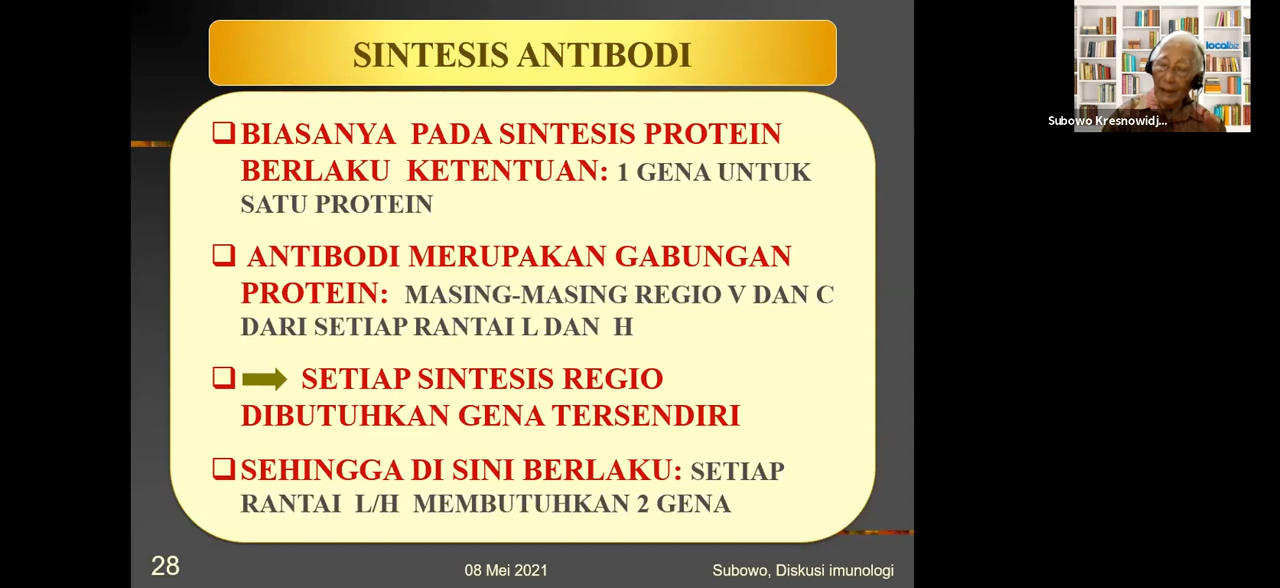 SINTESIS ANTIBODI
BIASANYA PADA SINTESIS PROTEIN
BERLAKU KETENTUAN: 1 GENA UNTUK
SATU PROTEIN
ANTIBODI MERUPAKAN GABUNGAN
PROTEIN: MASING-MASING REGIO V DAN C
DARI SETIAP RANTAI L DAN H
SETIAP SINTESIS REGIO
DIBUTUHKAN GENA TERSENDIRI
SEHINGGA DI SINI BERLAKU: SETIAP
RANTAI L/H MEMBUTUHKAN 2 GENA
28
08 Mei 2021
Subowo, Diskusi imunologi
localbiz
Subowo Kresnowidj...